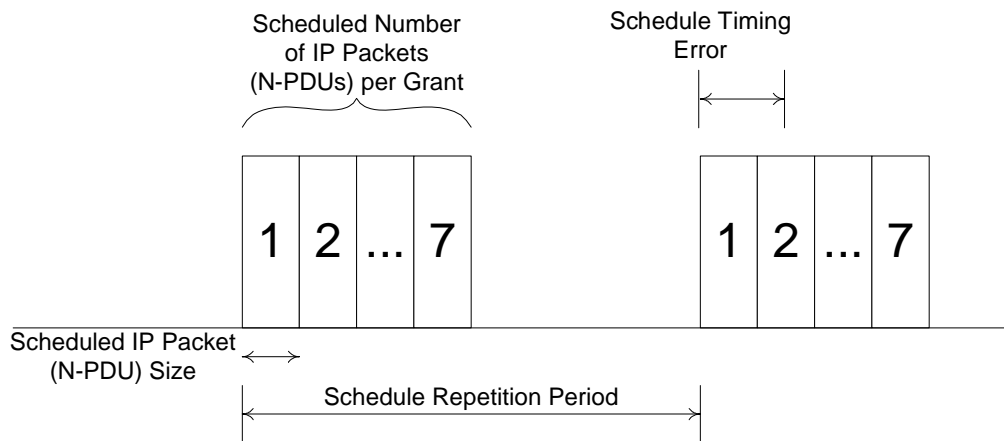 Scheduled Number
of IP Packets
(N-PDUs) per Grant
Schedule Timing
Error
1 2 ... 7
1 2 ... 7
Scheduled IP Packet
(N-PDU) Size
Schedule Repetition Period